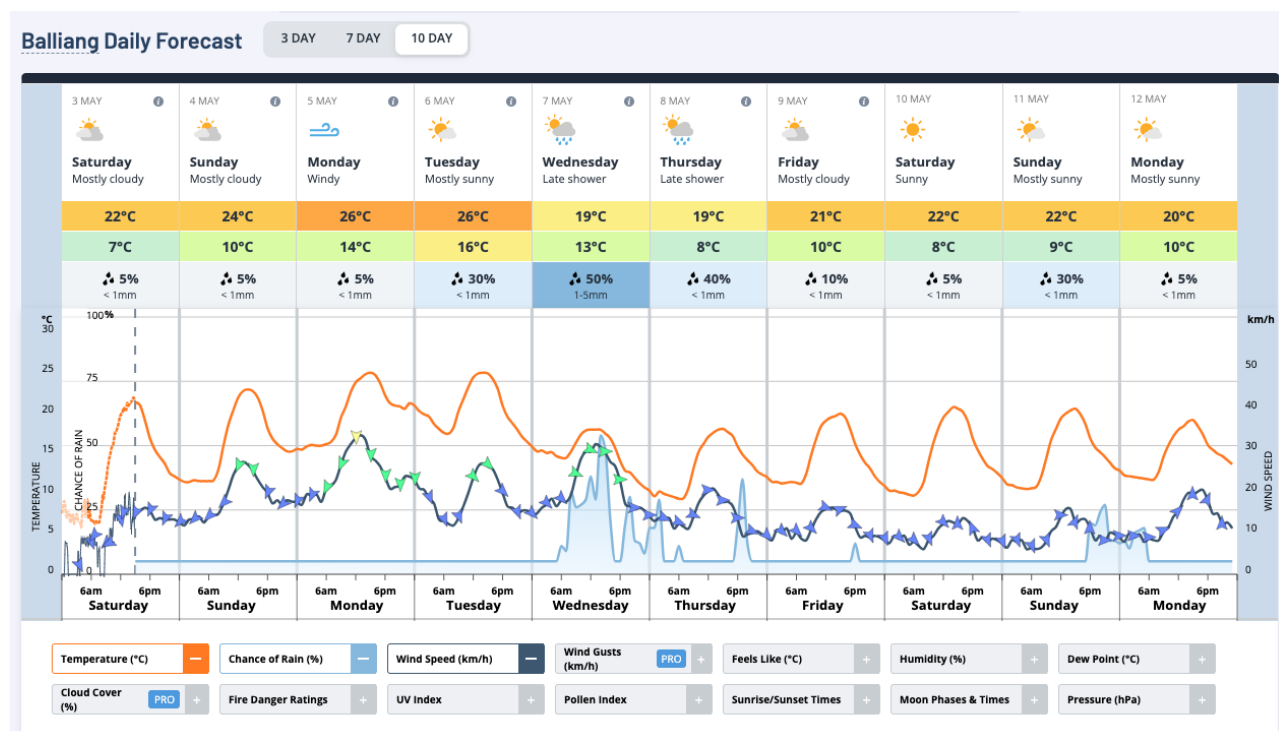 Balliang Daily Forecast
3 DAY 7 DAY 10 DAY
3 MAY 4 MAY 5 MAY 6 MAY 7 MAY 8 MAY 9 MAY 10 MAY 11 MAY 12 MAY
Saturday Sunday Monday Tuesday Wednesday Thursday Friday Saturday Sunday Monday
Mostly cloudy Mostly cloudy Windy Mostly sunny Late shower Late shower Mostly cloudy Sunny Mostly sunny Mostly sunny
22°C 24°C 26°C 26°C 19°C 19°C 21°C 22°C 22°C 20°C
7°C 10°C 14°C 16°C 13°C 8°C 10°C 8°C 9°C 10°C
5% 5% 5% 30% 50% 40% 10% 5% 30% 5%
< 1mm < 1mm < 1mm < 1mm 1-5mm < 1mm < 1mm < 1mm < 1mm < 1mm
°C 100% km/h
30
25 75 50
20 40
15 50 30
10 25 20
5 10
0 0 0
TEMPERATURE
CHANCE OF RAIN
WIND SPEED
6am 6pm 6am 6pm 6am 6pm 6am 6pm 6am 6pm 6am 6pm 6am 6pm 6am 6pm 6am 6pm 6am 6pm
Saturday Sunday Monday Tuesday Wednesday Thursday Friday Saturday Sunday Monday
Temperature (°C) Chance of Rain (%) Wind Speed (km/h) Wind Gusts (km/h) PRO Feels Like (°C) Humidity (%) Dew Point (°C)
Cloud Cover (%) PRO Fire Danger Ratings UV Index Pollen Index Sunrise/Sunset Times Moon Phases & Times Pressure (hPa)